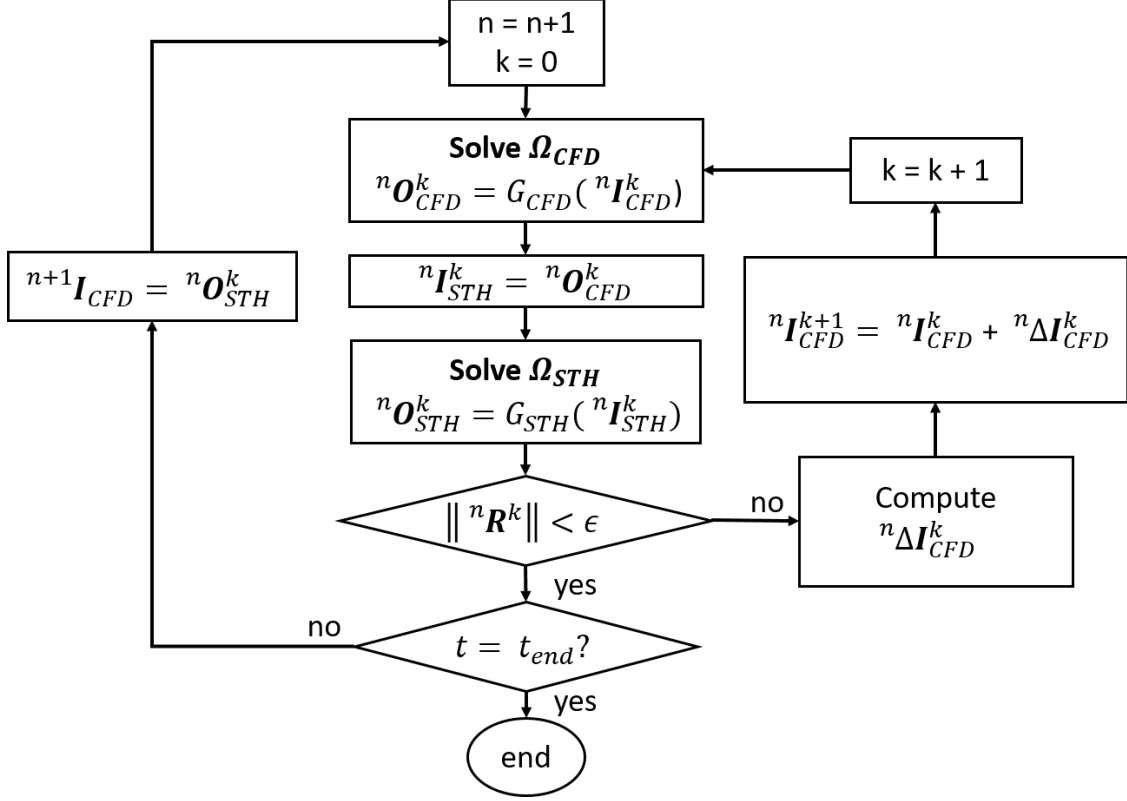 n = n+1
k = 0
Solve Ω_CFD
ⁿO^k_CFD = G_CFD( ⁿI^k_CFD)
k = k + 1
ⁿ⁺¹I_CFD = ⁿO^k_STH
ⁿI^k_STH = ⁿO^k_CFD
ⁿI^{k+1}_CFD = ⁿI^k_CFD + ⁿΔI^k_CFD
Solve Ω_STH
ⁿO^k_STH = G_STH( ⁿI^k_STH)
‖ ⁿR^k‖ < ϵ
no
Compute
ⁿΔI^k_CFD
yes
no
t = t_end?
yes
end